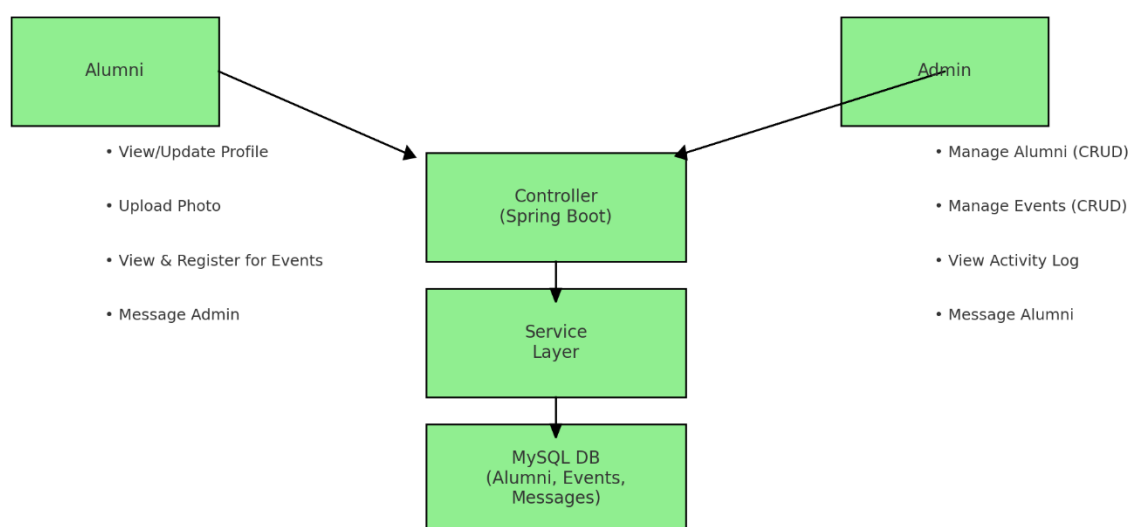 Alumni
• View/Update Profile
• Upload Photo
• View & Register for Events
• Message Admin
Admin
• Manage Alumni (CRUD)
• Manage Events (CRUD)
• View Activity Log
• Message Alumni
Controller
(Spring Boot)
Service
Layer
MySQL DB
(Alumni, Events,
Messages)